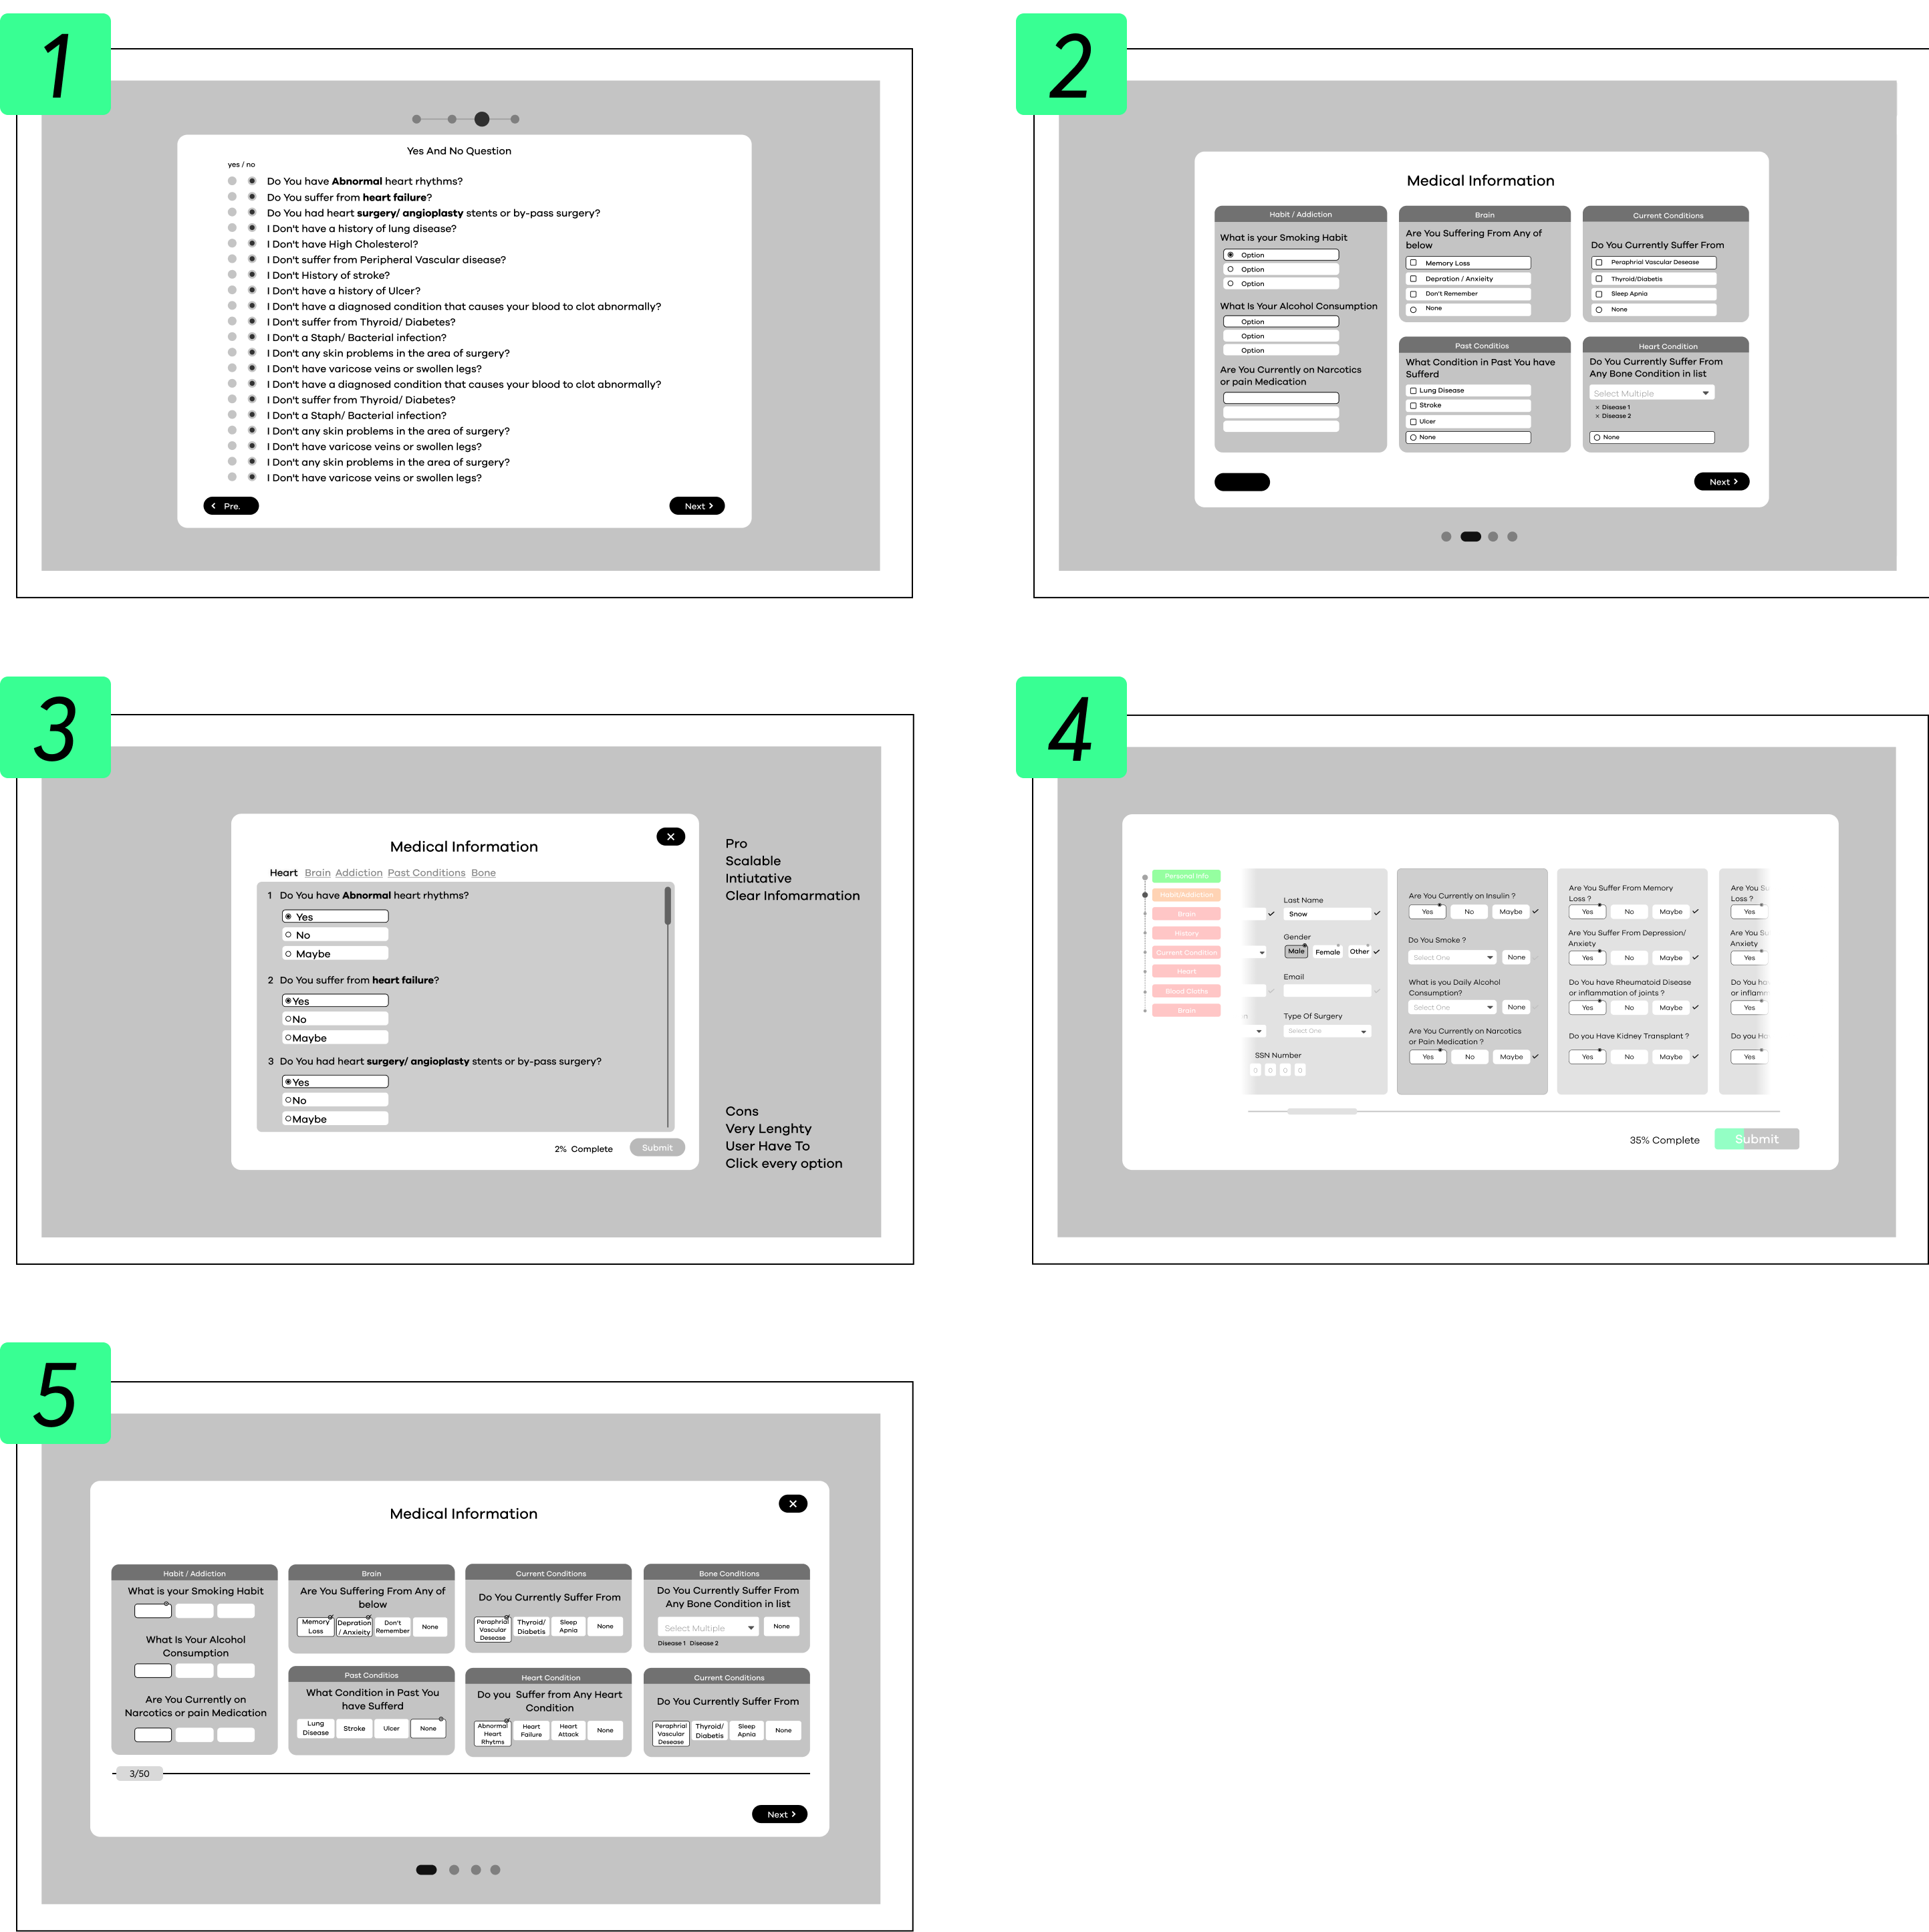 1
Yes And No Question
yes / no
Do You have Abnormal heart rhythms?
Do You suffer from heart failure?
Do You had heart surgery/ angioplasty stents or by-pass surgery?
I Don't have a history of lung disease?
I Don't have High Cholesterol?
I Don't suffer from Peripheral Vascular disease?
I Don't History of stroke?
I Don't have a history of Ulcer?
I Don't have a diagnosed condition that causes your blood to clot abnormally?
I Don't suffer from Thyroid/ Diabetes?
I Don't a Staph/ Bacterial infection?
I Don't any skin problems in the area of surgery?
I Don't have varicose veins or swollen legs?
I Don't have a diagnosed condition that causes your blood to clot abnormally?
I Don't suffer from Thyroid/ Diabetes?
I Don't a Staph/ Bacterial infection?
I Don't any skin problems in the area of surgery?
I Don't have varicose veins or swollen legs?
I Don't any skin problems in the area of surgery?
I Don't have varicose veins or swollen legs?
Pre.
Next
2
Medical Information
Habit / Addiction
What is your Smoking Habit
Option
Option
Option
What Is Your Alcohol Consumption
Option
Option
Option
Are You Currently on Narcotics
or pain Medication
Brain
Are You Suffering From Any of
below
Memory Loss
Depration / Anxieity
Don't Remember
None
Current Conditions
Do You Currently Suffer From
Peraphrial Vascular Desease
Thyroid/Diabetis
Sleep Apnia
None
Past Conditios
What Condition in Past You have
Sufferd
Lung Disease
Stroke
Ulcer
None
Heart Condition
Do You Currently Suffer From
Any Bone Condition in list
Select Multiple
× Disease 1
× Disease 2
None
Next
3
Medical Information
Heart Brain Addiction Past Conditions Bone
1 Do You have Abnormal heart rhythms?
Yes
No
Maybe
2 Do You suffer from heart failure?
Yes
No
Maybe
3 Do You had heart surgery/ angioplasty stents or by-pass surgery?
Yes
No
Maybe
2% Complete
Submit
Pro
Scalable
Intiutative
Clear Infomarmation
Cons
Very Lenghty
User Have To
Click every option
4
Personal Info
Habit/Addiction
Brain
History
Current Condition
Heart
Blood Cloths
Brain
Last Name
Snow
Gender
Male Female Other
Email
Type Of Surgery
Select One
SSN Number
0 0 0 0
Are You Currently on Insulin ?
Yes No Maybe
Do You Smoke ?
Select One None
What is you Daily Alcohol
Consumption?
Select One None
Are You Currently on Narcotics
or Pain Medication ?
Yes No Maybe
Are You Suffer From Memory
Loss ?
Yes No Maybe
Are You Suffer From Depression/
Anxiety
Yes No Maybe
Do You have Rheumatoid Disease
or inflammation of joints ?
Yes No Maybe
Do you Have Kidney Transplant ?
Yes No Maybe
Are You Su
Loss ?
Yes
Are You Su
Anxiety
Yes
Do You ha
or inflamm
Yes
Do you Ha
Yes
35% Complete
Submit
5
Medical Information
Habit / Addiction
What is your Smoking Habit
What Is Your Alcohol
Consumption
Are You Currently on
Narcotics or pain Medication
Brain
Are You Suffering From Any of
below
Memory
Loss
Depration
/ Anxieity
Don't
Remember
None
Current Conditions
Do You Currently Suffer From
Peraphrial
Vascular
Desease
Thyroid/
Diabetis
Sleep
Apnia
None
Bone Conditions
Do You Currently Suffer From
Any Bone Condition in list
Select Multiple
None
Disease 1 Disease 2
Past Conditios
What Condition in Past You
have Sufferd
Lung
Disease
Stroke
Ulcer
None
Heart Condition
Do you Suffer from Any Heart
Condition
Abnormal
Heart
Rhytms
Heart
Failure
Heart
Attack
None
Current Conditions
Do You Currently Suffer From
Peraphrial
Vascular
Desease
Thyroid/
Diabetis
Sleep
Apnia
None
3/50
Next